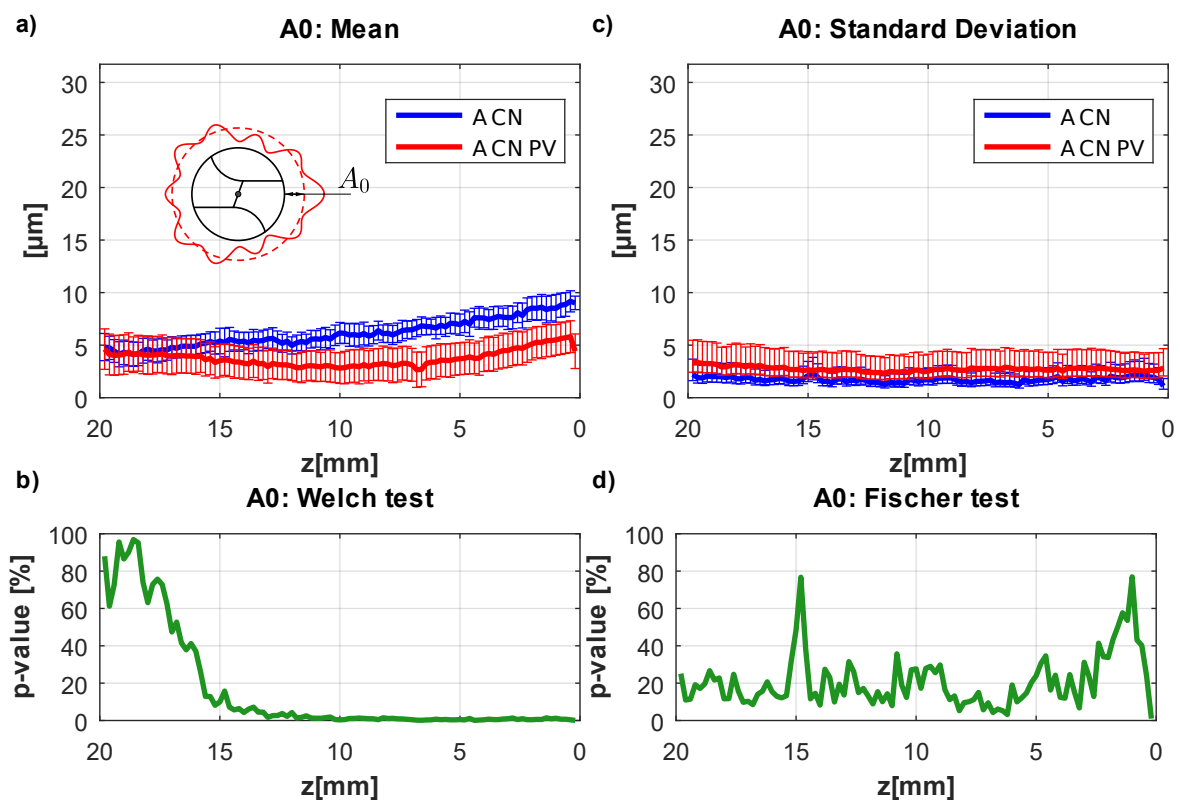 a)
A0: Mean
[µm]
30
25
20
15
10
5
0
A CN
A CN PV
A₀
20 15 10 5 0
z[mm]
c)
A0: Standard Deviation
[µm]
30
25
20
15
10
5
0
A CN
A CN PV
20 15 10 5 0
z[mm]
b)
A0: Welch test
p-value [%]
100
80
60
40
20
0
20 15 10 5 0
z[mm]
d)
A0: Fischer test
p-value [%]
100
80
60
40
20
0
20 15 10 5 0
z[mm]